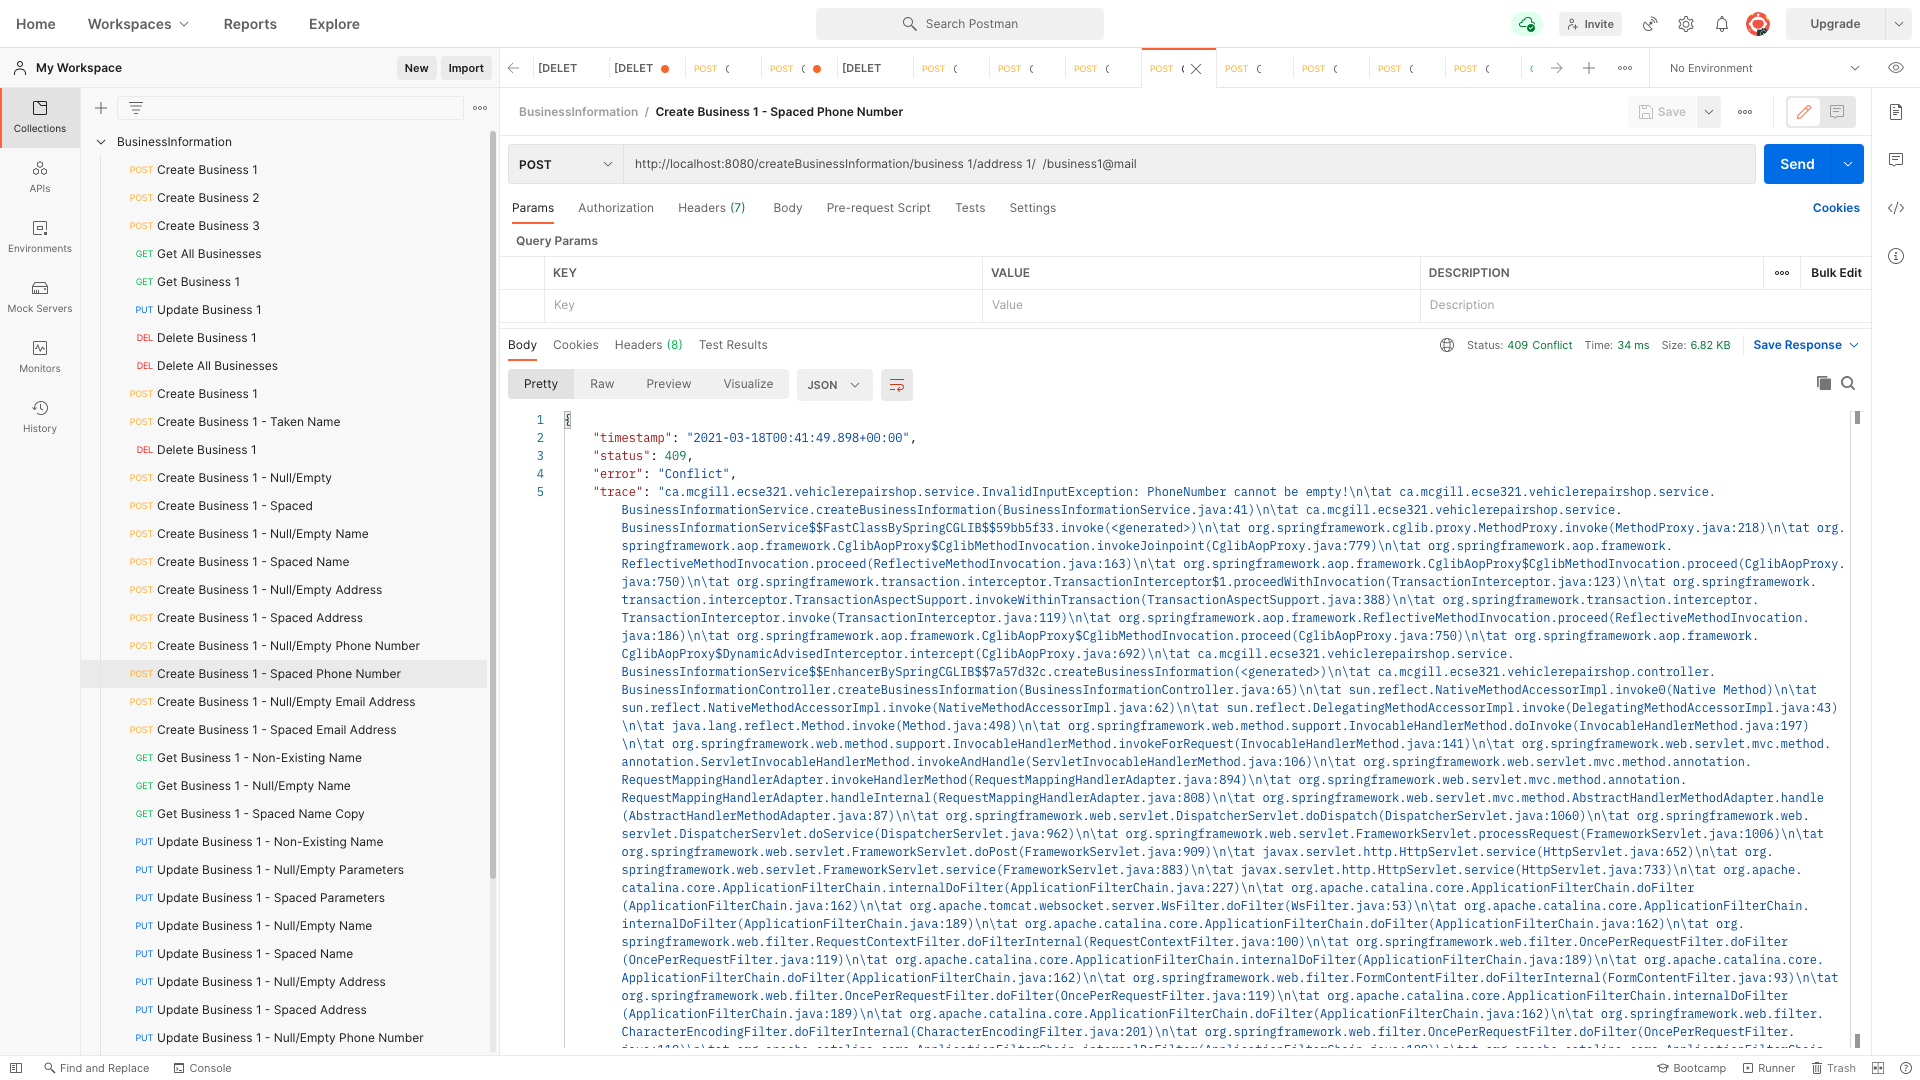 Home
Workspaces
Reports
Explore
Search Postman
Invite
Upgrade
My Workspace
New
Import
[DELET
[DELET
POST (
POST (
[DELET
POST (
POST (
POST (
POST (
POST (
POST (
POST (
POST (
No Environment
Collections
APIs
Environments
Mock Servers
Monitors
History
BusinessInformation
POST Create Business 1
POST Create Business 2
POST Create Business 3
GET Get All Businesses
GET Get Business 1
PUT Update Business 1
DEL Delete Business 1
DEL Delete All Businesses
POST Create Business 1
POST Create Business 1 - Taken Name
DEL Delete Business 1
POST Create Business 1 - Null/Empty
POST Create Business 1 - Spaced
POST Create Business 1 - Null/Empty Name
POST Create Business 1 - Spaced Name
POST Create Business 1 - Null/Empty Address
POST Create Business 1 - Spaced Address
POST Create Business 1 - Null/Empty Phone Number
POST Create Business 1 - Spaced Phone Number
POST Create Business 1 - Null/Empty Email Address
POST Create Business 1 - Spaced Email Address
GET Get Business 1 - Non-Existing Name
GET Get Business 1 - Null/Empty Name
GET Get Business 1 - Spaced Name Copy
PUT Update Business 1 - Non-Existing Name
PUT Update Business 1 - Null/Empty Parameters
PUT Update Business 1 - Spaced Parameters
PUT Update Business 1 - Null/Empty Name
PUT Update Business 1 - Spaced Name
PUT Update Business 1 - Null/Empty Address
PUT Update Business 1 - Spaced Address
PUT Update Business 1 - Null/Empty Phone Number
BusinessInformation / Create Business 1 - Spaced Phone Number
Save
POST
http://localhost:8080/createBusinessInformation/business 1/address 1/  /business1@mail
Send
Params
Authorization
Headers (7)
Body
Pre-request Script
Tests
Settings
Cookies
Query Params
KEY
VALUE
DESCRIPTION
Bulk Edit
Key
Value
Description
Body
Cookies
Headers (8)
Test Results
Status: 409 Conflict
Time: 34 ms
Size: 6.82 KB
Save Response
Pretty
Raw
Preview
Visualize
JSON
1 {
2 "timestamp": "2021-03-18T00:41:49.898+00:00",
3 "status": 409,
4 "error": "Conflict",
5 "trace": "ca.mcgill.ecse321.vehiclerepairshop.service.InvalidInputException: PhoneNumber cannot be empty!\n\tat ca.mcgill.ecse321.vehiclerepairshop.service.
BusinessInformationService.createBusinessInformation(BusinessInformationService.java:41)\n\tat ca.mcgill.ecse321.vehiclerepairshop.service.
BusinessInformationService$$FastClassBySpringCGLIB$$59bb5f33.invoke(<generated>)\n\tat org.springframework.cglib.proxy.MethodProxy.invoke(MethodProxy.java:218)\n\tat org.
springframework.aop.framework.CglibAopProxy$CglibMethodInvocation.invokeJoinpoint(CglibAopProxy.java:779)\n\tat org.springframework.aop.framework.
ReflectiveMethodInvocation.proceed(ReflectiveMethodInvocation.java:163)\n\tat org.springframework.aop.framework.CglibAopProxy$CglibMethodInvocation.proceed(CglibAopProxy.
java:750)\n\tat org.springframework.transaction.interceptor.TransactionInterceptor$1.proceedWithInvocation(TransactionInterceptor.java:123)\n\tat org.springframework.
transaction.interceptor.TransactionAspectSupport.invokeWithinTransaction(TransactionAspectSupport.java:388)\n\tat org.springframework.transaction.interceptor.
TransactionInterceptor.invoke(TransactionInterceptor.java:119)\n\tat org.springframework.aop.framework.ReflectiveMethodInvocation.proceed(ReflectiveMethodInvocation.
java:186)\n\tat org.springframework.aop.framework.CglibAopProxy$CglibMethodInvocation.proceed(CglibAopProxy.java:750)\n\tat org.springframework.aop.framework.
CglibAopProxy$DynamicAdvisedInterceptor.intercept(CglibAopProxy.java:692)\n\tat ca.mcgill.ecse321.vehiclerepairshop.service.
BusinessInformationService$$EnhancerBySpringCGLIB$$7a57d32c.createBusinessInformation(<generated>)\n\tat ca.mcgill.ecse321.vehiclerepairshop.controller.
BusinessInformationController.createBusinessInformation(BusinessInformationController.java:65)\n\tat sun.reflect.NativeMethodAccessorImpl.invoke0(Native Method)\n\tat
sun.reflect.NativeMethodAccessorImpl.invoke(NativeMethodAccessorImpl.java:62)\n\tat sun.reflect.DelegatingMethodAccessorImpl.invoke(DelegatingMethodAccessorImpl.java:43)
\n\tat java.lang.reflect.Method.invoke(Method.java:498)\n\tat org.springframework.web.method.support.InvocableHandlerMethod.doInvoke(InvocableHandlerMethod.java:197)
\n\tat org.springframework.web.method.support.InvocableHandlerMethod.invokeForRequest(InvocableHandlerMethod.java:141)\n\tat org.springframework.web.servlet.mvc.method.
annotation.ServletInvocableHandlerMethod.invokeAndHandle(ServletInvocableHandlerMethod.java:106)\n\tat org.springframework.web.servlet.mvc.method.annotation.
RequestMappingHandlerAdapter.invokeHandlerMethod(RequestMappingHandlerAdapter.java:894)\n\tat org.springframework.web.servlet.mvc.method.annotation.
RequestMappingHandlerAdapter.handleInternal(RequestMappingHandlerAdapter.java:808)\n\tat org.springframework.web.servlet.mvc.method.AbstractHandlerMethodAdapter.handle
(AbstractHandlerMethodAdapter.java:87)\n\tat org.springframework.web.servlet.DispatcherServlet.doDispatch(DispatcherServlet.java:1060)\n\tat org.springframework.web.
servlet.DispatcherServlet.doService(DispatcherServlet.java:962)\n\tat org.springframework.web.servlet.FrameworkServlet.processRequest(FrameworkServlet.java:1006)\n\tat
org.springframework.web.servlet.FrameworkServlet.doPost(FrameworkServlet.java:909)\n\tat javax.servlet.http.HttpServlet.service(HttpServlet.java:652)\n\tat org.
springframework.web.servlet.FrameworkServlet.service(FrameworkServlet.java:883)\n\tat javax.servlet.http.HttpServlet.service(HttpServlet.java:733)\n\tat org.apache.
catalina.core.ApplicationFilterChain.internalDoFilter(ApplicationFilterChain.java:227)\n\tat org.apache.catalina.core.ApplicationFilterChain.doFilter
(ApplicationFilterChain.java:162)\n\tat org.apache.tomcat.websocket.server.WsFilter.doFilter(WsFilter.java:53)\n\tat org.apache.catalina.core.ApplicationFilterChain.
internalDoFilter(ApplicationFilterChain.java:189)\n\tat org.apache.catalina.core.ApplicationFilterChain.doFilter(ApplicationFilterChain.java:162)\n\tat org.
springframework.web.filter.RequestContextFilter.doFilterInternal(RequestContextFilter.java:100)\n\tat org.springframework.web.filter.OncePerRequestFilter.doFilter
(OncePerRequestFilter.java:119)\n\tat org.apache.catalina.core.ApplicationFilterChain.internalDoFilter(ApplicationFilterChain.java:189)\n\tat org.apache.catalina.core.
ApplicationFilterChain.doFilter(ApplicationFilterChain.java:162)\n\tat org.springframework.web.filter.FormContentFilter.doFilterInternal(FormContentFilter.java:93)\n\tat
org.springframework.web.filter.OncePerRequestFilter.doFilter(OncePerRequestFilter.java:119)\n\tat org.apache.catalina.core.ApplicationFilterChain.internalDoFilter
(ApplicationFilterChain.java:189)\n\tat org.apache.catalina.core.ApplicationFilterChain.doFilter(ApplicationFilterChain.java:162)\n\tat org.springframework.web.filter.
CharacterEncodingFilter.doFilterInternal(CharacterEncodingFilter.java:201)\n\tat org.springframework.web.filter.OncePerRequestFilter.doFilter(OncePerRequestFilter.
Find and Replace
Console
Bootcamp
Runner
Trash